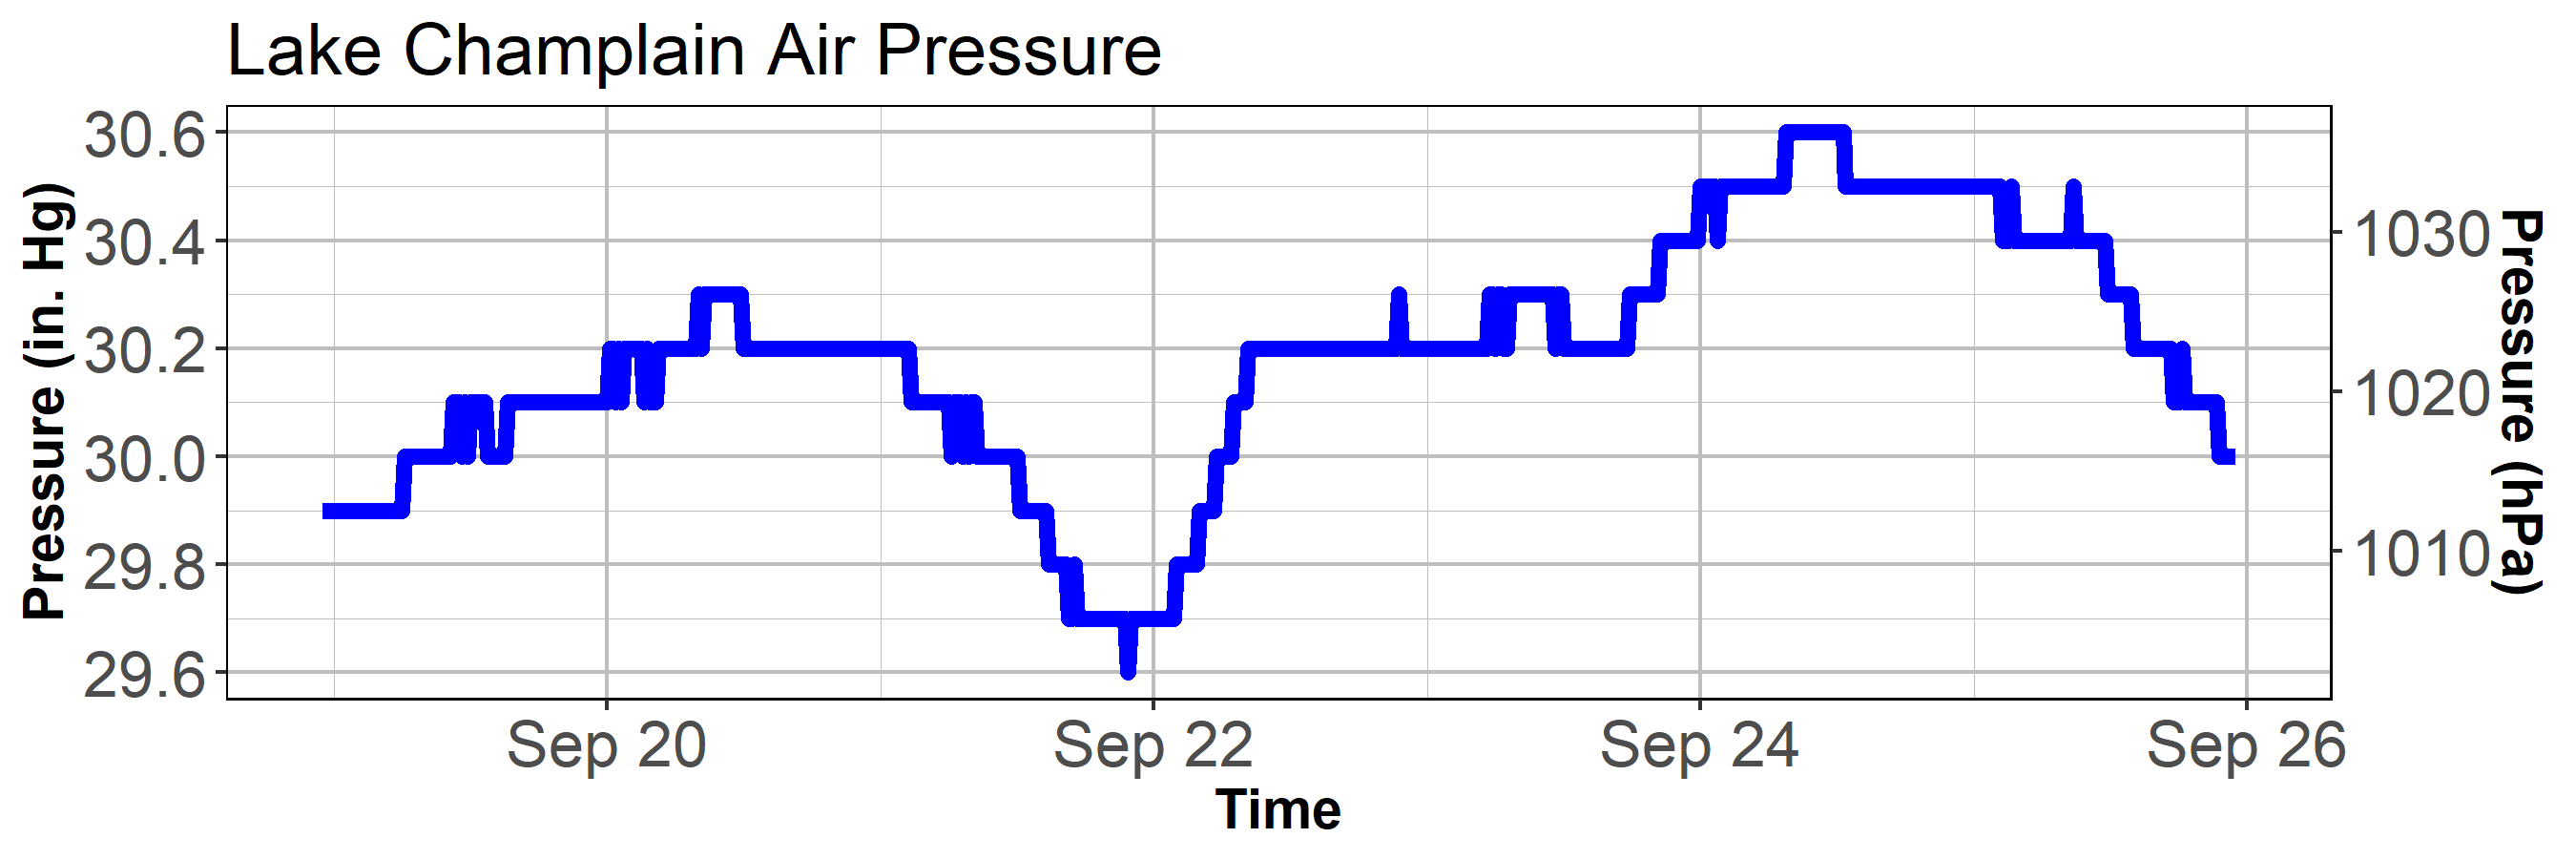 Lake Champlain Air Pressure
Pressure (in. Hg)
30.6
30.4
30.2
30.0
29.8
29.6
1030
1020
1010
Pressure (hPa)
Sep 20
Sep 22
Sep 24
Sep 26
Time